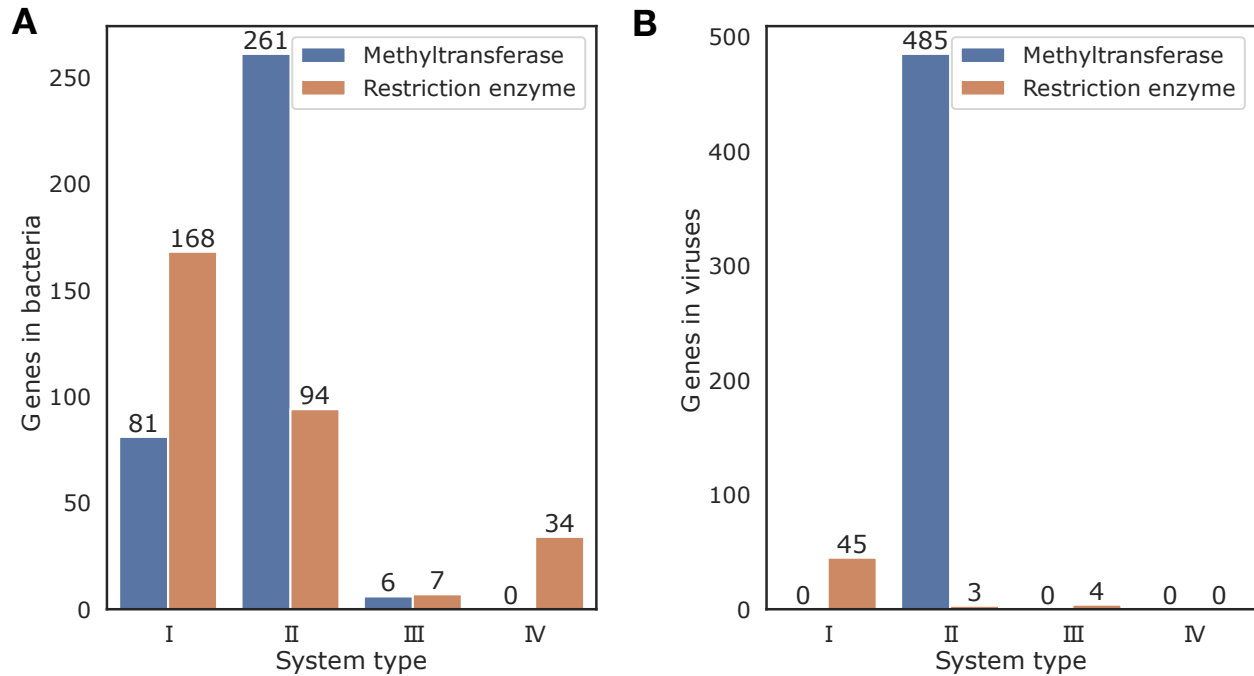 A
Genes in bacteria
250
200
150
100
50
0
Methyltransferase
Restriction enzyme
81
168
261
94
6
7
0
34
I
II
III
IV
System type
B
Genes in viruses
500
400
300
200
100
0
Methyltransferase
Restriction enzyme
0
45
485
3
0
4
0
0
I
II
III
IV
System type